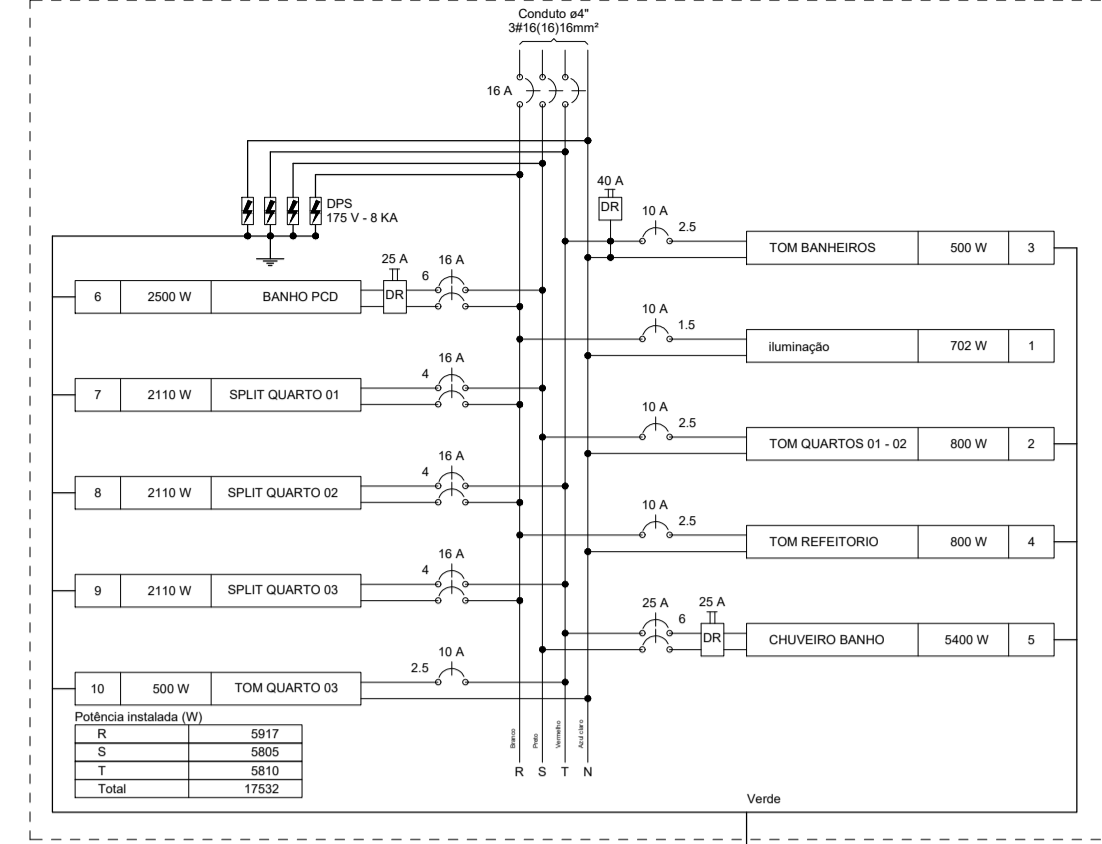 Conduto ø4"
3#16(16)16mm²
16 A
DPS
175 V - 8 KA
40 A
DR
10 A
2.5
TOM BANHEIROS 500 W 3
25 A
DR
6
16 A
6 2500 W BANHO PCD
10 A
1.5
iluminação 702 W 1
16 A
4
7 2110 W SPLIT QUARTO 01
10 A
2.5
TOM QUARTOS 01 - 02 800 W 2
16 A
4
8 2110 W SPLIT QUARTO 02
10 A
2.5
TOM REFEITORIO 800 W 4
16 A
4
9 2110 W SPLIT QUARTO 03
25 A
6
25 A
DR
CHUVEIRO BANHO 5400 W 5
10 A
2.5
10 500 W TOM QUARTO 03
Potência instalada (W)
R 5917
S 5805
T 5810
Total 17532
Branco
Preto
Vermelho
Azul claro
R S T N
Verde